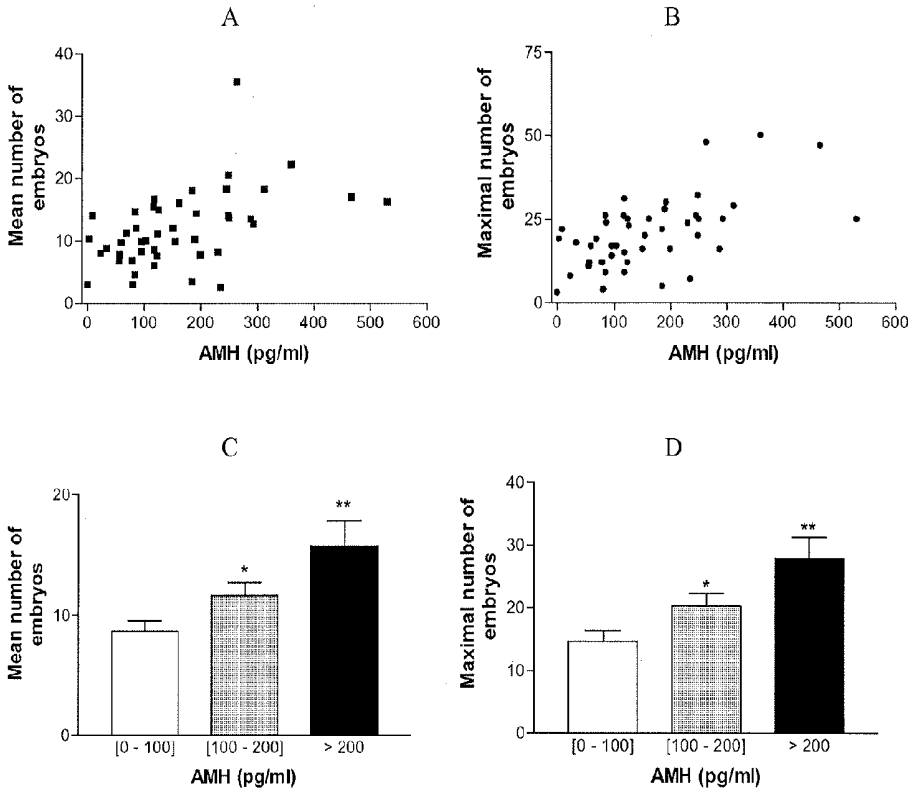 A
Mean number of
embryos
40
30
20
10
0
0 100 200 300 400 500 600
AMH (pg/ml)
B
Maximal number of
embryos
75
50
25
0
0 100 200 300 400 500 600
AMH (pg/ml)
C
Mean number of
embryos
20
10
0
*
**
[0 - 100] [100 - 200] > 200
AMH (pg/ml)
D
Maximal number of
embryos
40
30
20
10
0
*
**
[0 - 100] [100 - 200] > 200
AMH (pg/ml)